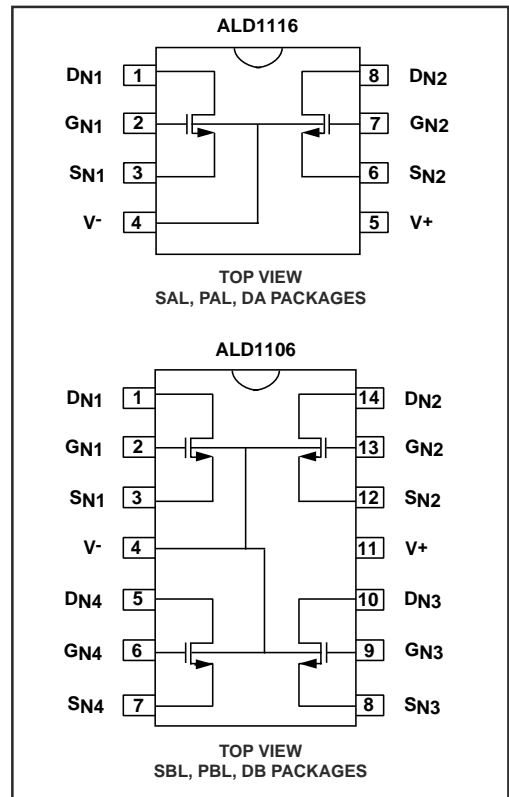 ALD1116
DN1 1 8 DN2
GN1 2 7 GN2
SN1 3 6 SN2
V- 4 5 V+
TOP VIEW
SAL, PAL, DA PACKAGES
ALD1106
DN1 1 14 DN2
GN1 2 13 GN2
SN1 3 12 SN2
V- 4 11 V+
DN4 5 10 DN3
GN4 6 9 GN3
SN4 7 8 SN3
TOP VIEW
SBL, PBL, DB PACKAGES